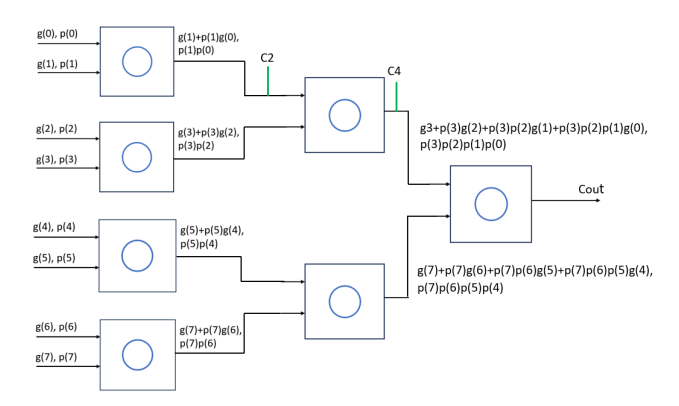 g(0), p(0)
g(1), p(1)
g(1)+p(1)g(0),
p(1)p(0)
C2
C4
g(2), p(2)
g(3), p(3)
g(3)+p(3)g(2),
p(3)p(2)
g3+p(3)g(2)+p(3)p(2)g(1)+p(3)p(2)p(1)g(0),
p(3)p(2)p(1)p(0)
Cout
g(4), p(4)
g(5), p(5)
g(5)+p(5)g(4),
p(5)p(4)
g(7)+p(7)g(6)+p(7)p(6)g(5)+p(7)p(6)p(5)g(4),
p(7)p(6)p(5)p(4)
g(6), p(6)
g(7), p(7)
g(7)+p(7)g(6),
p(7)p(6)